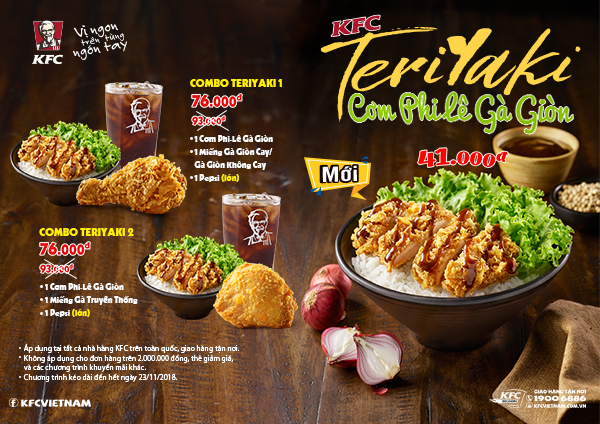 KFC
Vị ngon
trên từng
ngón tay
COMBO TERIYAKI 1
76.000đ
93.000đ
• 1 Cơm Phi-Lê Gà Giòn
• 1 Miếng Gà Giòn Cay/
Gà Giòn Không Cay
• 1 Pepsi (lớn)
COMBO TERIYAKI 2
76.000đ
93.000đ
• 1 Cơm Phi-Lê Gà Giòn
• 1 Miếng Gà Truyền Thống
• 1 Pepsi (lớn)
* Áp dụng tại tất cả nhà hàng KFC trên toàn quốc, giao hàng tận nơi.
* Không áp dụng cho đơn hàng trên 2,000.000 đồng, thẻ giảm giá,
và các chương trình khuyến mãi khác.
* Chương trình kéo dài đến hết ngày 23/11/2018.
KFCVIETNAM
KFC
TeriYaki
Cơm Phi-Lê Gà Giòn
Mới
41.000đ
KFC
GIAO HÀNG TẬN NƠI
1900 6886
KFCVIETNAM.COM.VN